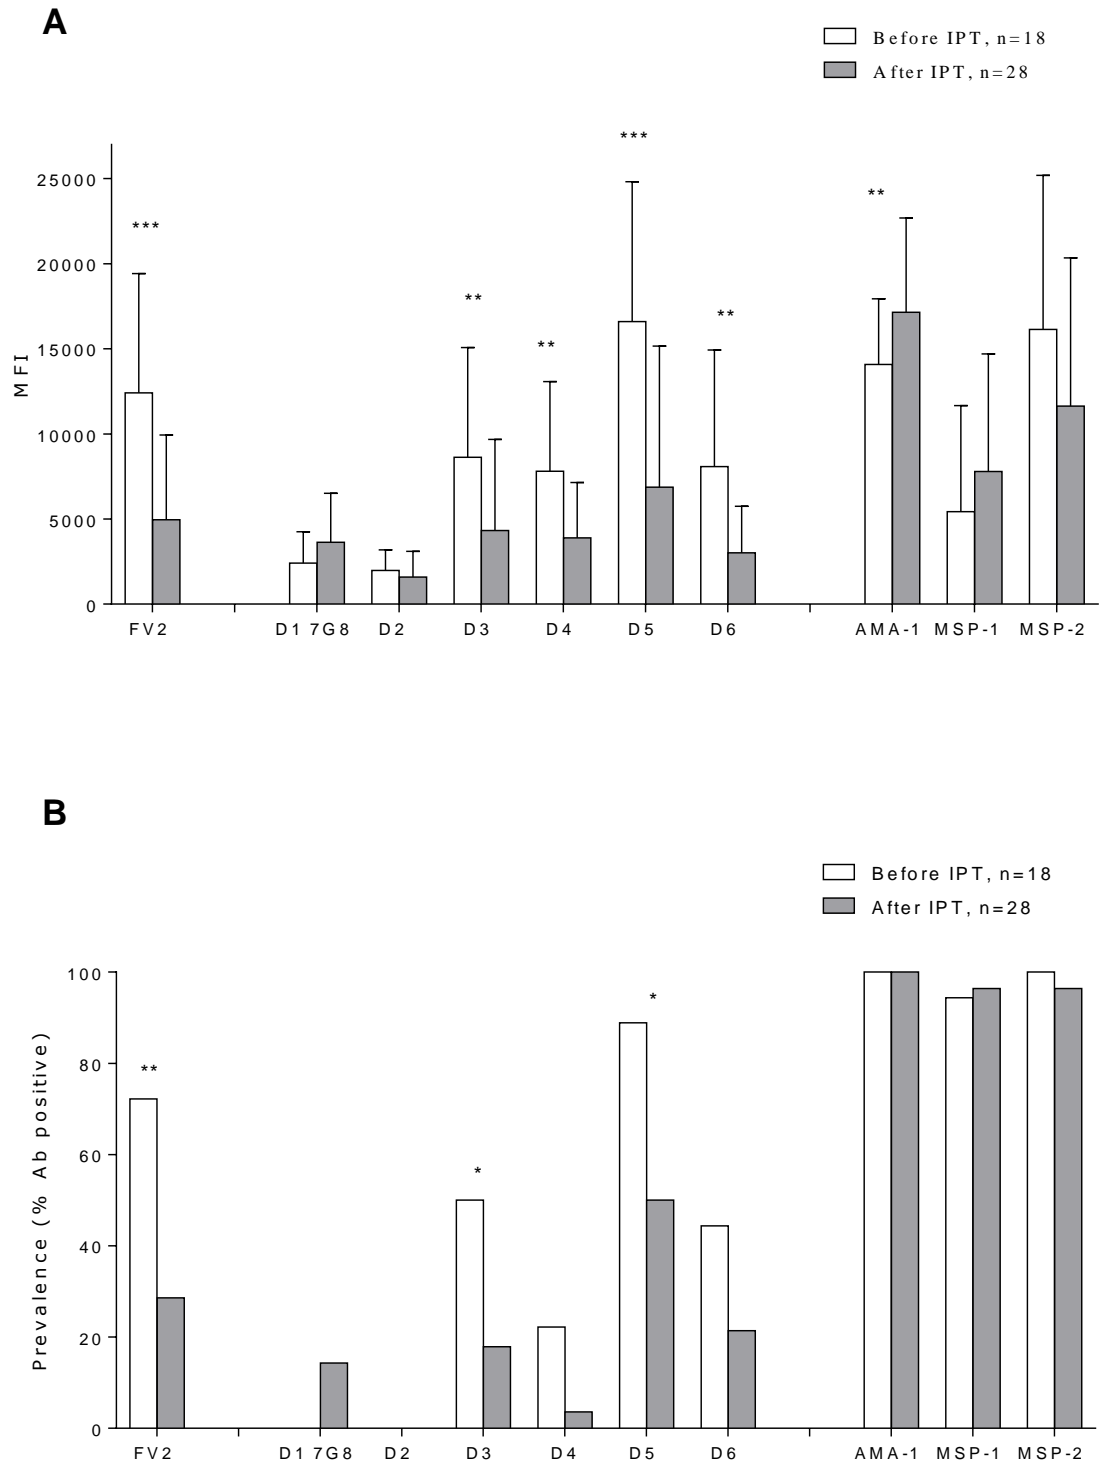 A
Before IPT, n=18
After IPT, n=28
***
***
**
**
**
**
25000
20000
15000
10000
5000
0
MFI
FV2 D1 7G8 D2 D3 D4 D5 D6 AMA-1 MSP-1 MSP-2
B
Before IPT, n=18
After IPT, n=28
100
80
60
40
20
0
Prevalence (% Ab positive)
**
*
*
FV2 D1 7G8 D2 D3 D4 D5 D6 AMA-1 MSP-1 MSP-2